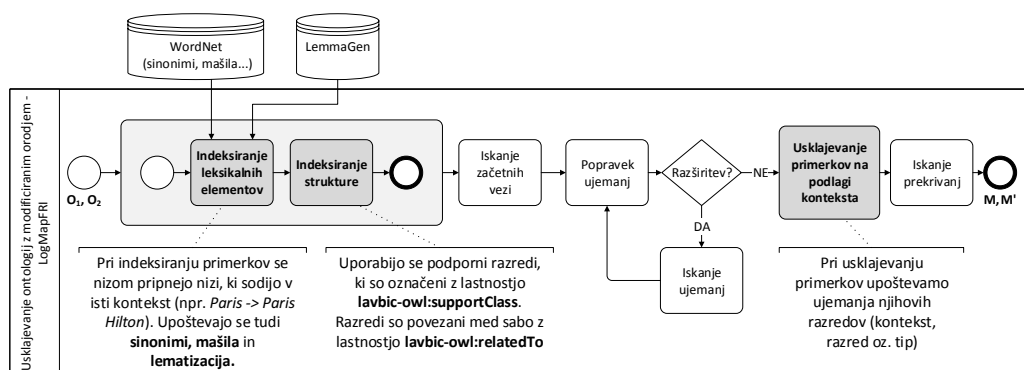 WordNet
(sinonimi, mašila...)
LemmaGen
Usklajevanje ontologij z modificiranim orodjem -
LogMapFRI
O₁, O₂
Indeksiranje
leksikalnih
elementov
Indeksiranje
strukture
Iskanje
začetnih
vezi
Popravek
ujemanj
Razširitev?
NE
DA
Iskanje
ujemanj
Usklajevanje
primerkov na
podlagi
konteksta
Iskanje
prekrivanj
M, M'
Pri indeksiranju primerkov se
nizom pripnejo nizi, ki sodijo v
isti kontekst (npr. Paris -> Paris
Hilton). Upoštevajo se tudi
sinonimi, mašila in
lematizacija.
Uporabijo se podporni razredi,
ki so označeni z lastnostjo
lavbic-owl:supportClass.
Razredi so povezani med sabo z
lastnostjo lavbic-owl:relatedTo
Pri usklajevanju
primerkov upoštevamo
ujemanja njihovih
razredov (kontekst,
razred oz. tip)